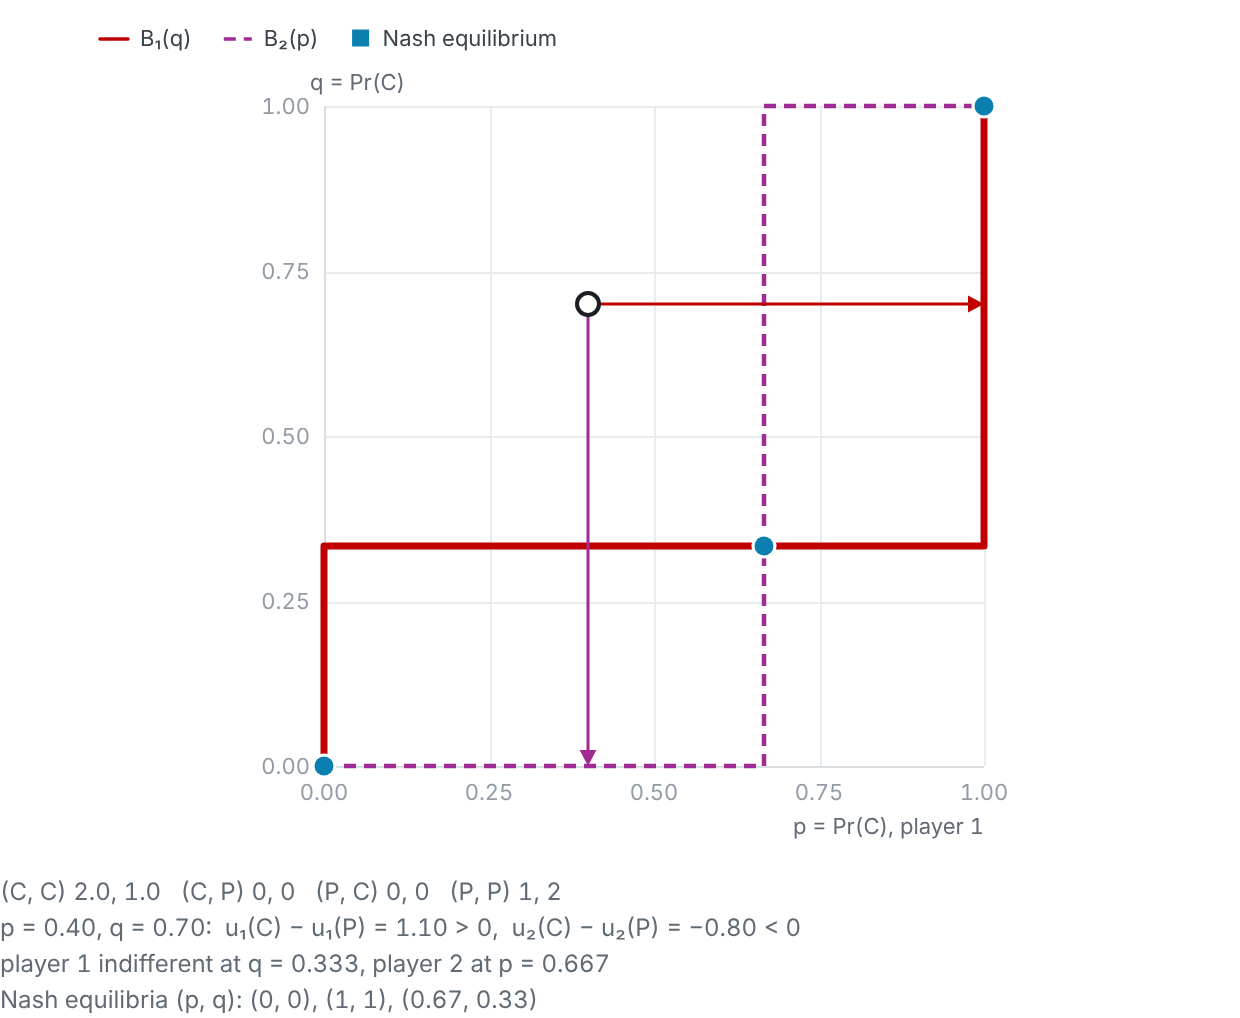 B₁(q) B₂(p) Nash equilibrium
q = Pr(C)
1.00
0.75
0.50
0.25
0.00
0.00 0.25 0.50 0.75 1.00
p = Pr(C), player 1
(C, C) 2.0, 1.0 (C, P) 0, 0 (P, C) 0, 0 (P, P) 1, 2
p = 0.40, q = 0.70: u₁(C) − u₁(P) = 1.10 > 0, u₂(C) − u₂(P) = −0.80 < 0
player 1 indifferent at q = 0.333, player 2 at p = 0.667
Nash equilibria (p, q): (0, 0), (1, 1), (0.67, 0.33)